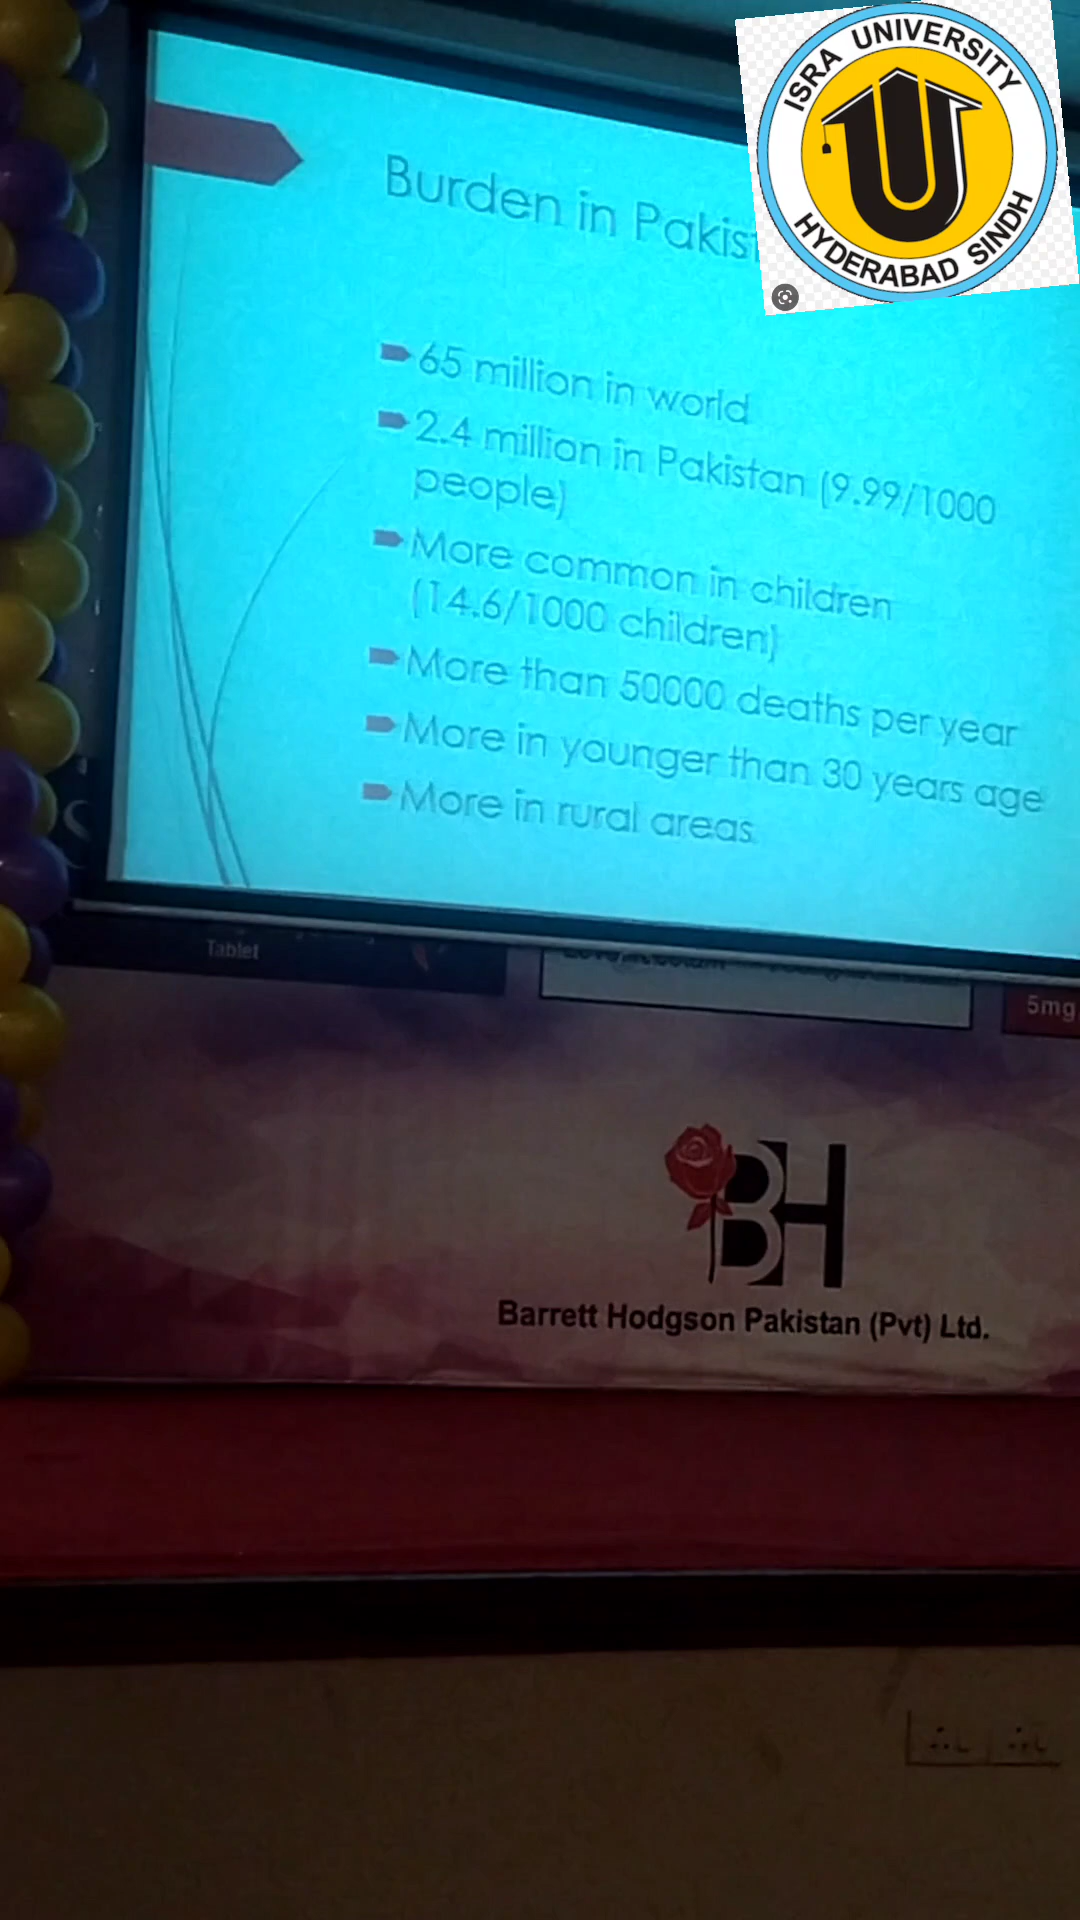 ISRA UNIVERSITY
HYDERABAD SINDH
Burden in Pakis
65 million in world
2.4 million in Pakistan (9.99/1000
people)
More common in children
(14.6/1000 children)
More than 50000 deaths per year
More in younger than 30 years age
More in rural areas
Tablet
5mg
BH
Barrett Hodgson Pakistan (Pvt) Ltd.